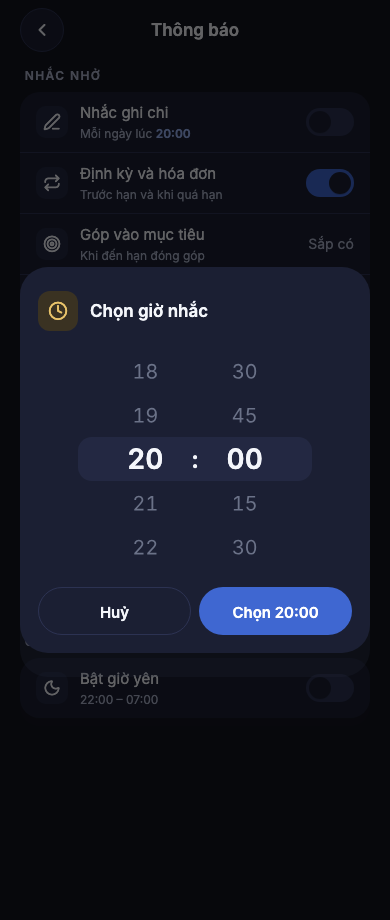 Thông báo
NHẮC NHỞ
Nhắc ghi chi
Mỗi ngày lúc 20:00
Định kỳ và hóa đơn
Trước hạn và khi quá hạn
Góp vào mục tiêu
Khi đến hạn đóng góp
Sắp có
Chọn giờ nhắc
18 30
19 45
20 : 00
21 15
22 30
Huỷ
Chọn 20:00
Bật giờ yên
22:00 – 07:00